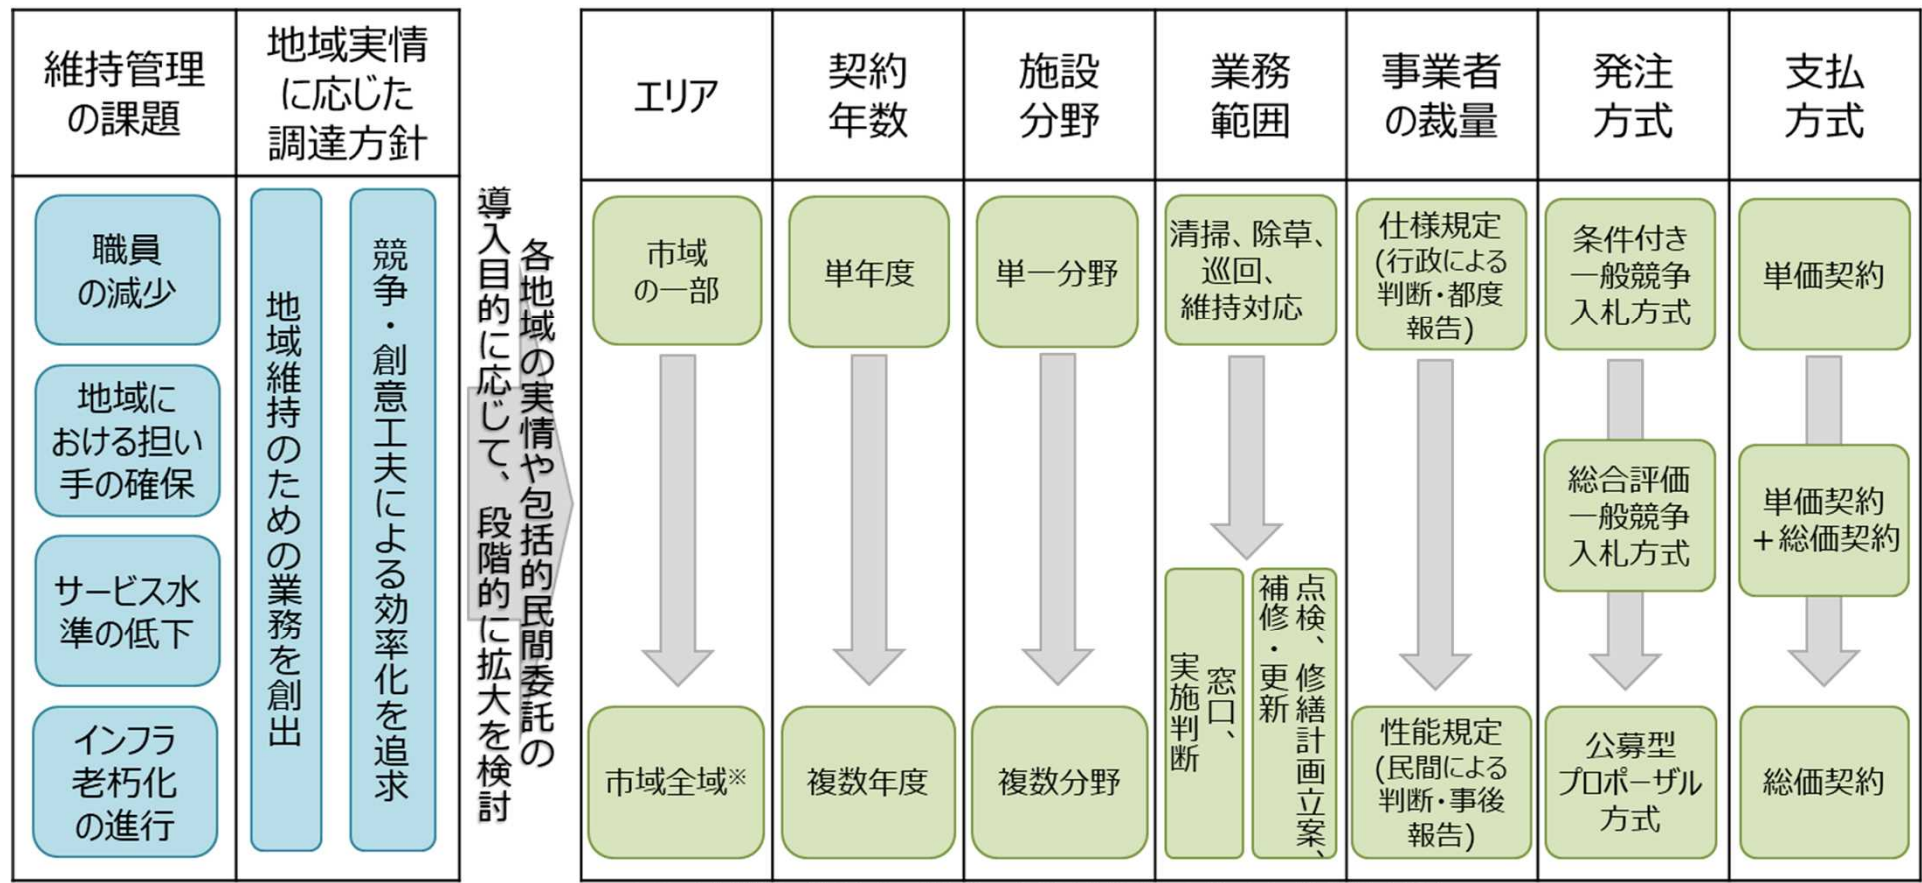 維持管理
の課題
地域実情
に応じた
調達方針
職員
の減少
地域に
おける担い
手の確保
サービス水
準の低下
インフラ
老朽化
の進行
地域維持のための業務を創出
競争・創意工夫による効率化を追求
各地域の実情や包括的民間委託の
導入目的に応じて、段階的に拡大を検討
エリア
契約
年数
施設
分野
業務
範囲
事業者
の裁量
発注
方式
支払
方式
市域
の一部
市域全域※
単年度
複数年度
単一分野
複数分野
清掃、除草、
巡回、
維持対応
窓口、
実施判断
点検、修繕計画立案、
補修・更新
仕様規定
(行政による
判断・都度
報告)
性能規定
(民間による
判断・事後
報告)
条件付き
一般競争
入札方式
総合評価
一般競争
入札方式
公募型
プロポーザル
方式
単価契約
単価契約
＋総価契約
総価契約